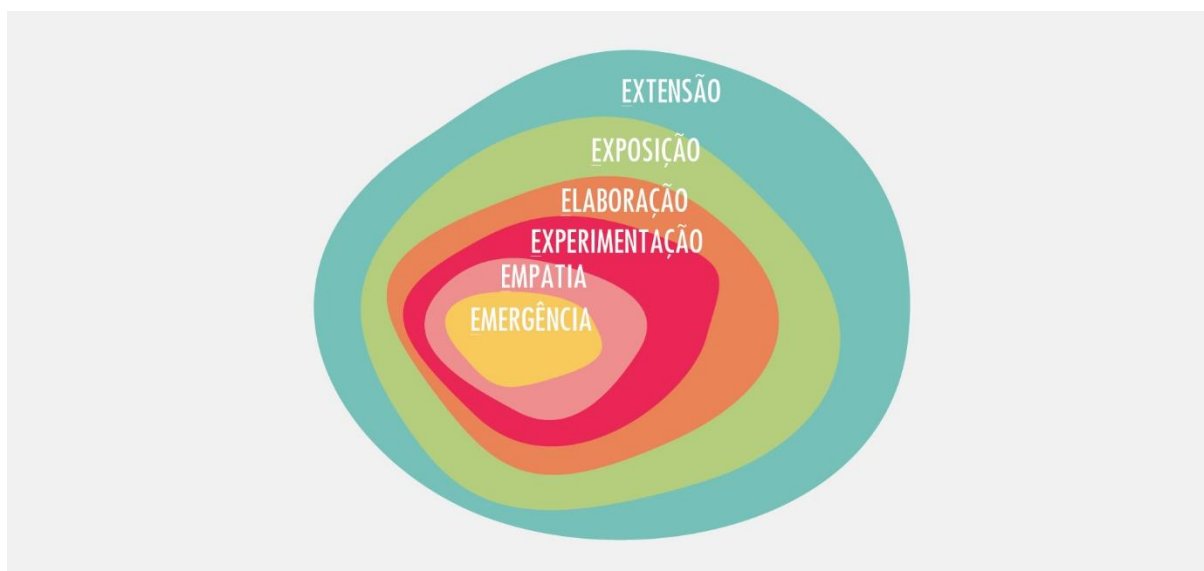 EXTENSÃO
EXPOSIÇÃO
ELABORAÇÃO
EXPERIMENTAÇÃO
EMPATIA
EMERGÊNCIA